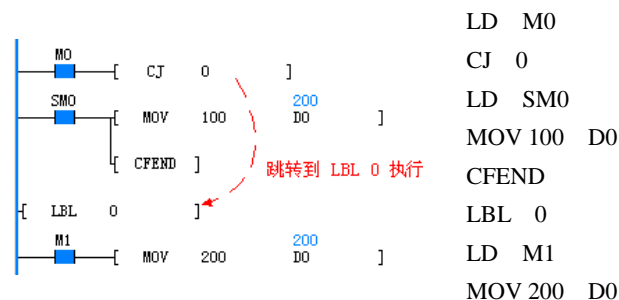 M0
[ CJ 0 ]
SM0
200
[ MOV 100 D0 ]
[ CFEND ]
跳转到 LBL 0 执行
[ LBL 0 ]
M1
200
[ MOV 200 D0 ]
LD M0
CJ 0
LD SM0
MOV 100 D0
CFEND
LBL 0
LD M1
MOV 200 D0